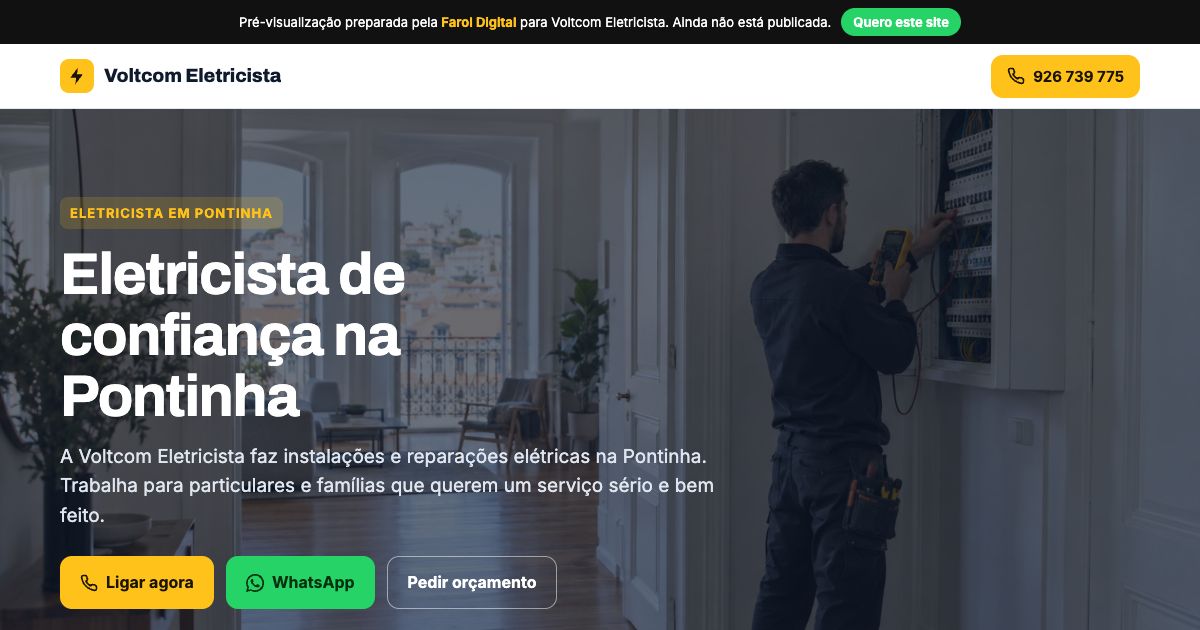 Pré-visualização preparada pela Farol Digital para Voltcom Eletricista. Ainda não está publicada.
Quero este site
Voltcom Eletricista
926 739 775
ELETRICISTA EM PONTINHA
Eletricista de
confiança na
Pontinha
A Voltcom Eletricista faz instalações e reparações elétricas na Pontinha.
Trabalha para particulares e famílias que querem um serviço sério e bem
feito.
Ligar agora
WhatsApp
Pedir orçamento